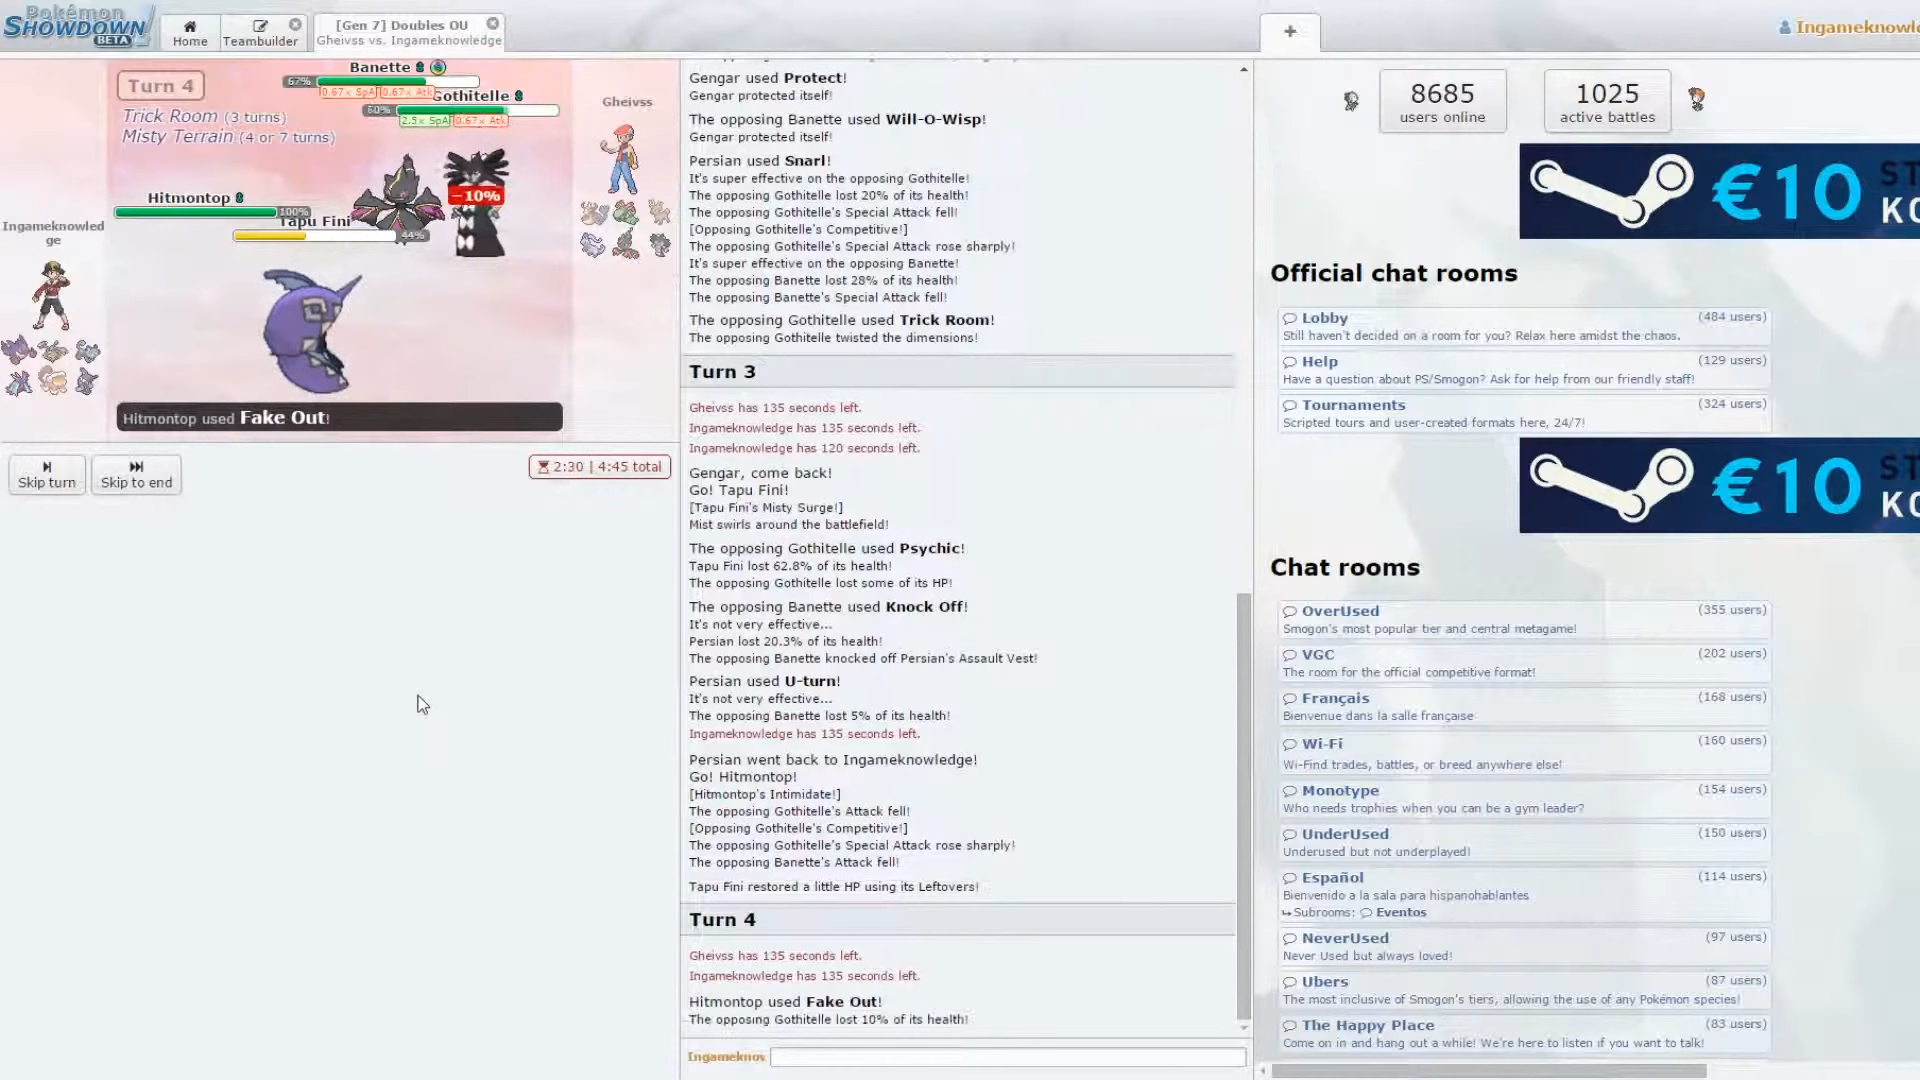 Pokémon
SHOWDOWN
BETA
Home
Teambuilder
[Gen 7] Doubles OU
Gheivss vs. Ingameknowledge
+
Turn 4
Trick Room (3 turns)
Misty Terrain (4 or 7 turns)
Banette
67%
0.67x SpA 0.67x Atk
Gothitelle
60%
2.5x SpA 0.67x Atk
Gheivss
−10%
Hitmontop
100%
Tapu Fini
44%
Ingameknowled
ge
Hitmontop used Fake Out!
Skip turn
Skip to end
2:30 | 4:45 total
Gengar used Protect!
Gengar protected itself!
The opposing Banette used Will-O-Wisp!
Gengar protected itself!
Persian used Snarl!
It's super effective on the opposing Gothitelle!
The opposing Gothitelle lost 20% of its health!
The opposing Gothitelle's Special Attack fell!
[Opposing Gothitelle's Competitive!]
The opposing Gothitelle's Special Attack rose sharply!
It's super effective on the opposing Banette!
The opposing Banette lost 28% of its health!
The opposing Banette's Special Attack fell!
The opposing Gothitelle used Trick Room!
The opposing Gothitelle twisted the dimensions!
Turn 3
Gheivss has 135 seconds left.
Ingameknowledge has 135 seconds left.
Ingameknowledge has 120 seconds left.
Gengar, come back!
Go! Tapu Fini!
[Tapu Fini's Misty Surge!]
Mist swirls around the battlefield!
The opposing Gothitelle used Psychic!
Tapu Fini lost 62.8% of its health!
The opposing Gothitelle lost some of its HP!
The opposing Banette used Knock Off!
It's not very effective...
Persian lost 20.3% of its health!
The opposing Banette knocked off Persian's Assault Vest!
Persian used U-turn!
It's not very effective...
The opposing Banette lost 5% of its health!
Ingameknowledge has 135 seconds left.
Persian went back to Ingameknowledge!
Go! Hitmontop!
[Hitmontop's Intimidate!]
The opposing Gothitelle's Attack fell!
[Opposing Gothitelle's Competitive!]
The opposing Gothitelle's Special Attack rose sharply!
The opposing Banette's Attack fell!
Tapu Fini restored a little HP using its Leftovers!
Turn 4
Gheivss has 135 seconds left.
Ingameknowledge has 135 seconds left.
Hitmontop used Fake Out!
The opposing Gothitelle lost 10% of its health!
Ingameknov
Ingameknowle
8685
users online
1025
active battles
€10 ST
KO
Official chat rooms
Lobby (484 users)
Still haven't decided on a room for you? Relax here amidst the chaos.
Help (129 users)
Have a question about PS/Smogon? Ask for help from our friendly staff!
Tournaments (324 users)
Scripted tours and user-created formats here, 24/7!
€10 ST
KO
Chat rooms
OverUsed (355 users)
Smogon's most popular tier and central metagame!
VGC (202 users)
The room for the official competitive format!
Français (168 users)
Bienvenue dans la salle française
Wi-Fi (160 users)
Wi-Find trades, battles, or breed anywhere else!
Monotype (154 users)
Who needs trophies when you can be a gym leader?
UnderUsed (150 users)
Underused but not underplayed!
Español (114 users)
Bienvenido a la sala para hispanohablantes
Subrooms: Eventos
NeverUsed (97 users)
Never Used but always loved!
Ubers (87 users)
The most inclusive of Smogon's tiers, allowing the use of any Pokémon species!
The Happy Place (83 users)
Come on in and hang out a while! We're here to listen if you want to talk!